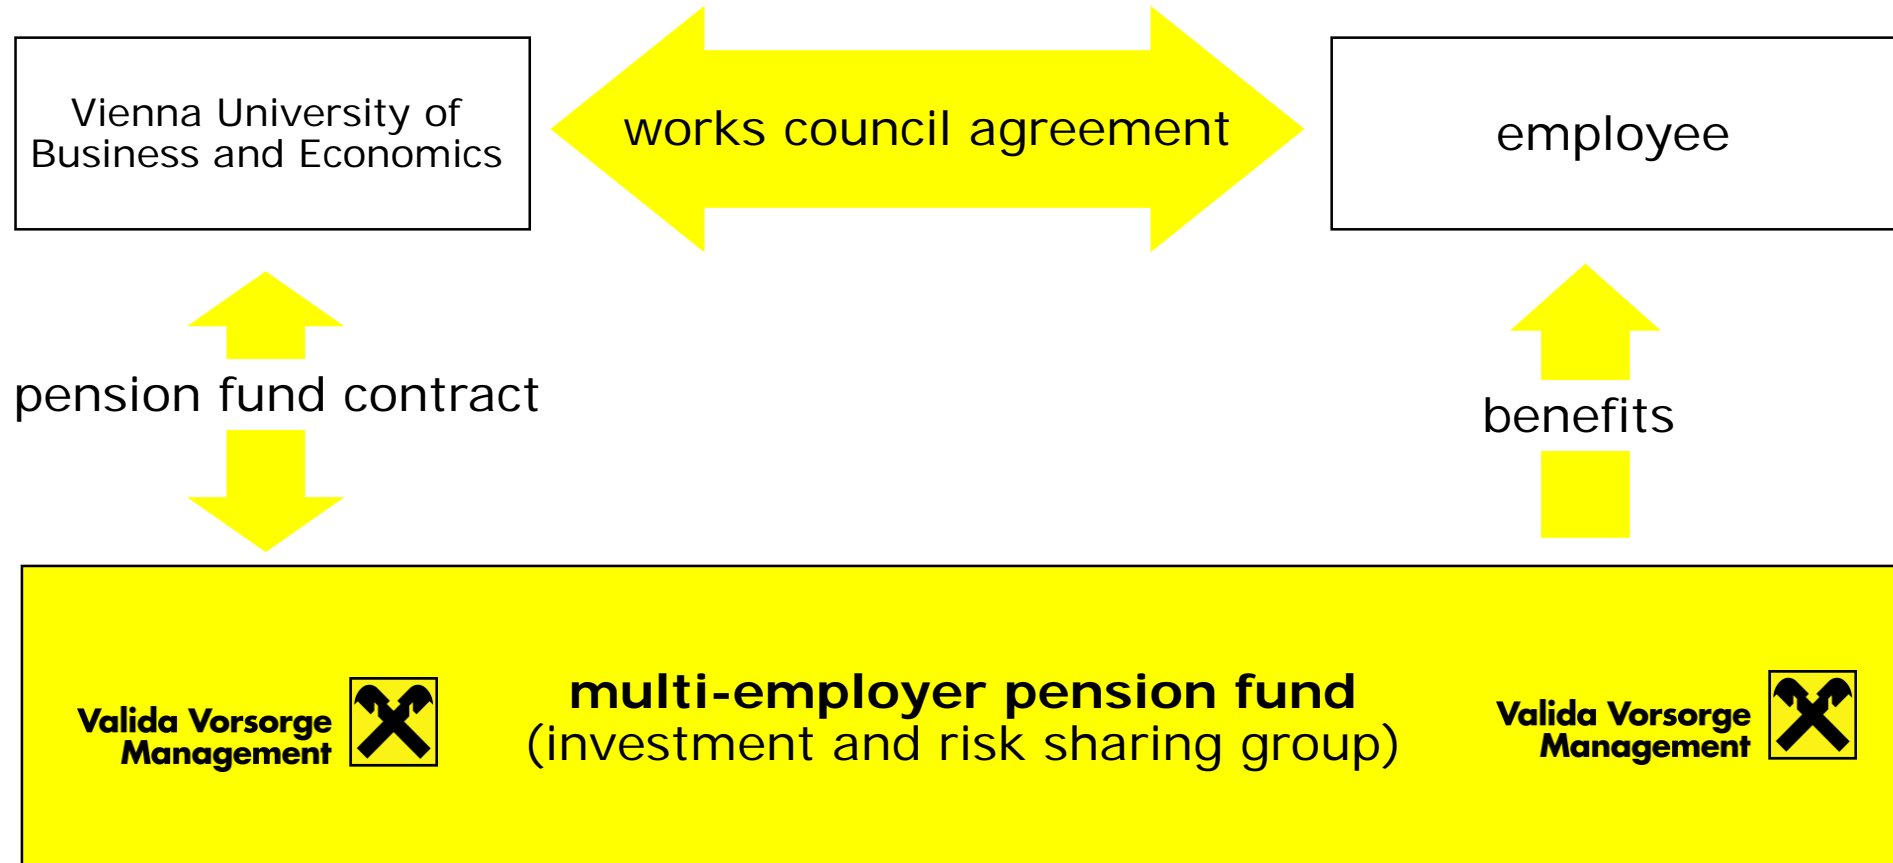 Vienna University of
Business and Economics
works council agreement
employee
pension fund contract
benefits
Valida Vorsorge
Management
multi-employer pension fund
(investment and risk sharing group)
Valida Vorsorge
Management